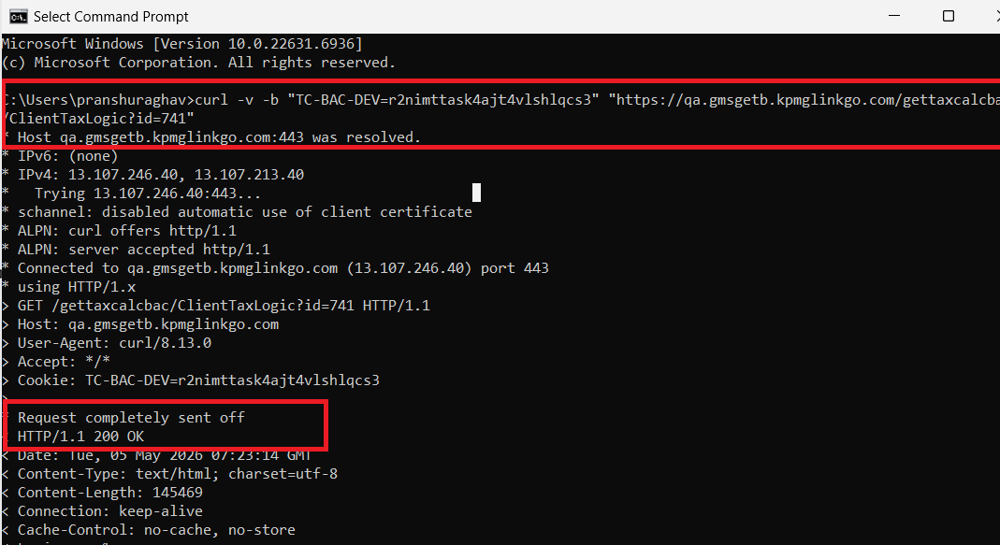 Select Command Prompt
Microsoft Windows [Version 10.0.22631.6936]
(c) Microsoft Corporation. All rights reserved.
C:\Users\pranshuraghav>curl -v -b "TC-BAC-DEV=r2nimttask4ajt4vlshlqcs3" "https://qa.gmsgetb.kpmglinkgo.com/gettaxcalcba
/ClientTaxLogic?id=741"
* Host qa.gmsgetb.kpmglinkgo.com:443 was resolved.
* IPv6: (none)
* IPv4: 13.107.246.40, 13.107.213.40
*   Trying 13.107.246.40:443...
* schannel: disabled automatic use of client certificate
* ALPN: curl offers http/1.1
* ALPN: server accepted http/1.1
* Connected to qa.gmsgetb.kpmglinkgo.com (13.107.246.40) port 443
* using HTTP/1.x
> GET /gettaxcalcbac/ClientTaxLogic?id=741 HTTP/1.1
> Host: qa.gmsgetb.kpmglinkgo.com
> User-Agent: curl/8.13.0
> Accept: */*
> Cookie: TC-BAC-DEV=r2nimttask4ajt4vlshlqcs3
>
* Request completely sent off
< HTTP/1.1 200 OK
< Date: Tue, 05 May 2026 07:23:14 GMT
< Content-Type: text/html; charset=utf-8
< Content-Length: 145469
< Connection: keep-alive
< Cache-Control: no-cache, no-store